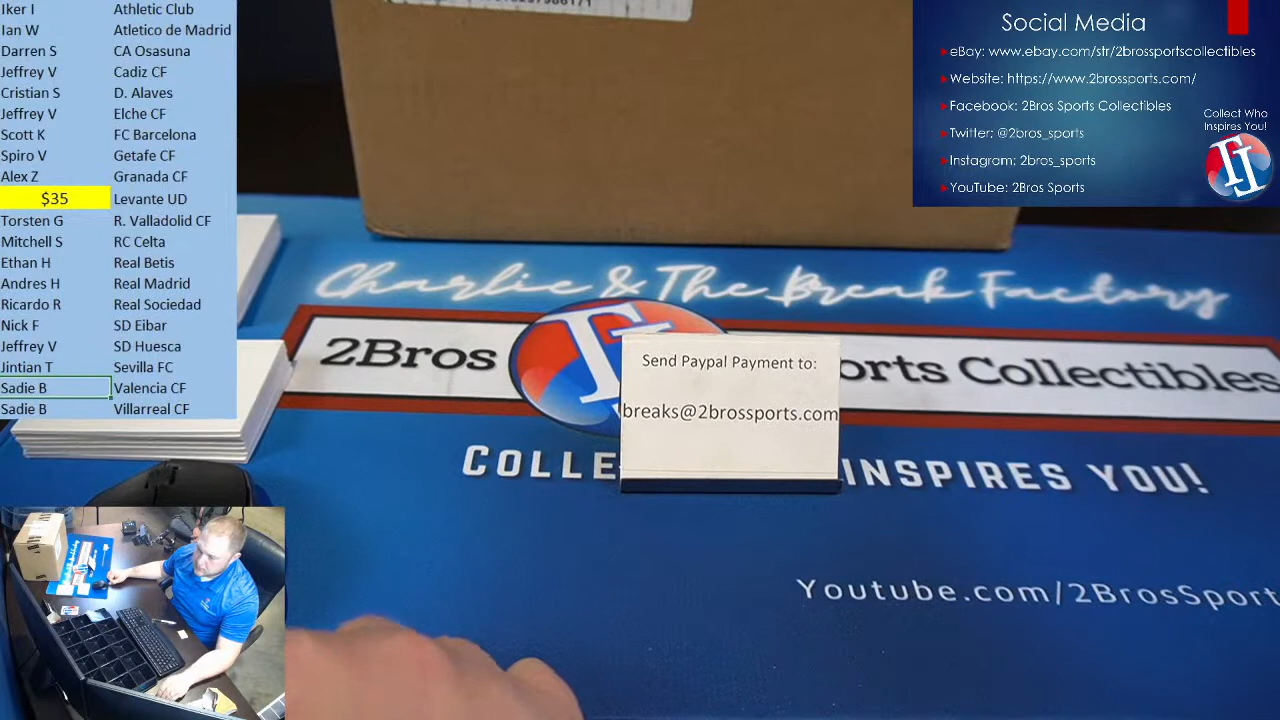 Iker I Athletic Club
Ian W Atletico de Madrid
Darren S CA Osasuna
Jeffrey V Cadiz CF
Cristian S D. Alaves
Jeffrey V Elche CF
Scott K FC Barcelona
Spiro V Getafe CF
Alex Z Granada CF
$35 Levante UD
Torsten G R. Valladolid CF
Mitchell S RC Celta
Ethan H Real Betis
Andres H Real Madrid
Ricardo R Real Sociedad
Nick F SD Eibar
Jeffrey V SD Huesca
Jintian T Sevilla FC
Sadie B Valencia CF
Sadie B Villarreal CF
Social Media
eBay: www.ebay.com/str/2brossportscollectibles
Website: https://www.2brossports.com/
Facebook: 2Bros Sports Collectibles
Twitter: @2bros_sports
Instagram: 2bros_sports
YouTube: 2Bros Sports
Collect Who
Inspires You!
Charlie & The Break Factory
2Bros orts Collectibles
Send Paypal Payment to:
breaks@2brossports.com
COLLE INSPIRES YOU!
Youtube.com/2BrosSport